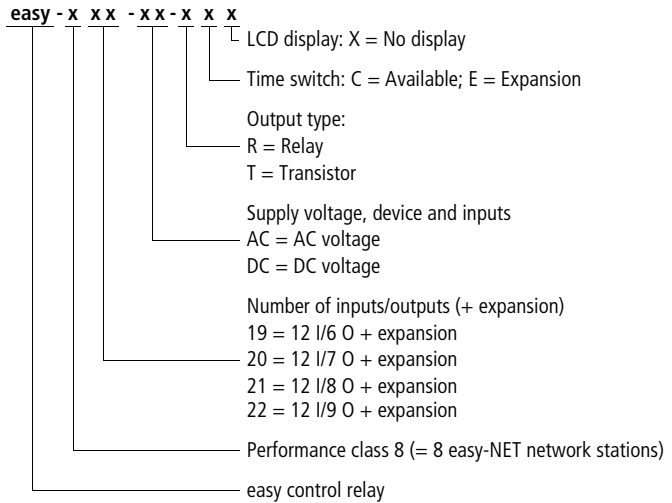 easy - x x x - x x - x x x
LCD display: X = No display
Time switch: C = Available; E = Expansion
Output type:
R = Relay
T = Transistor
Supply voltage, device and inputs
AC = AC voltage
DC = DC voltage
Number of inputs/outputs (+ expansion)
19 = 12 I/6 O + expansion
20 = 12 I/7 O + expansion
21 = 12 I/8 O + expansion
22 = 12 I/9 O + expansion
Performance class 8 (= 8 easy-NET network stations)
easy control relay